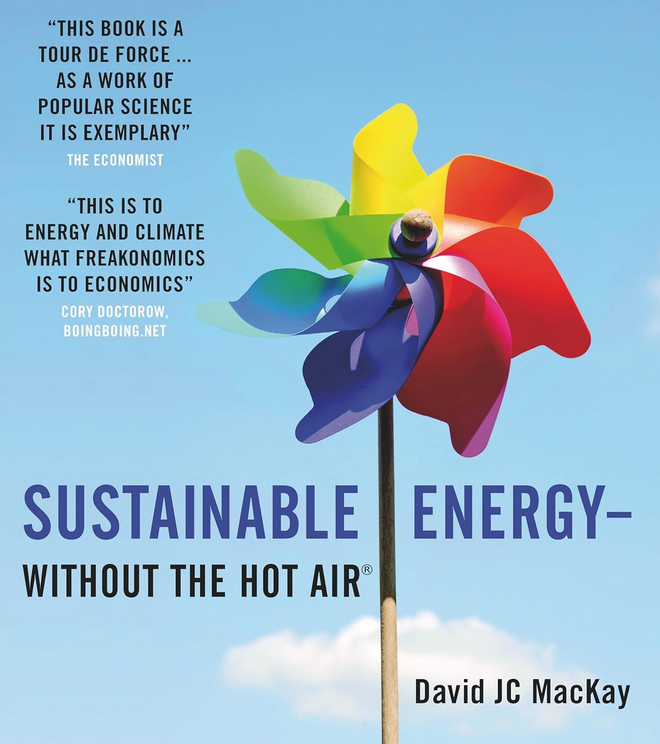 “THIS BOOK IS A
TOUR DE FORCE ...
AS A WORK OF
POPULAR SCIENCE
IT IS EXEMPLARY”
THE ECONOMIST
“THIS IS TO
ENERGY AND CLIMATE
WHAT FREAKONOMICS
IS TO ECONOMICS”
CORY DOCTOROW,
BOINGBOING.NET
SUSTAINABLE ENERGY–
WITHOUT THE HOT AIR®
David JC MacKay